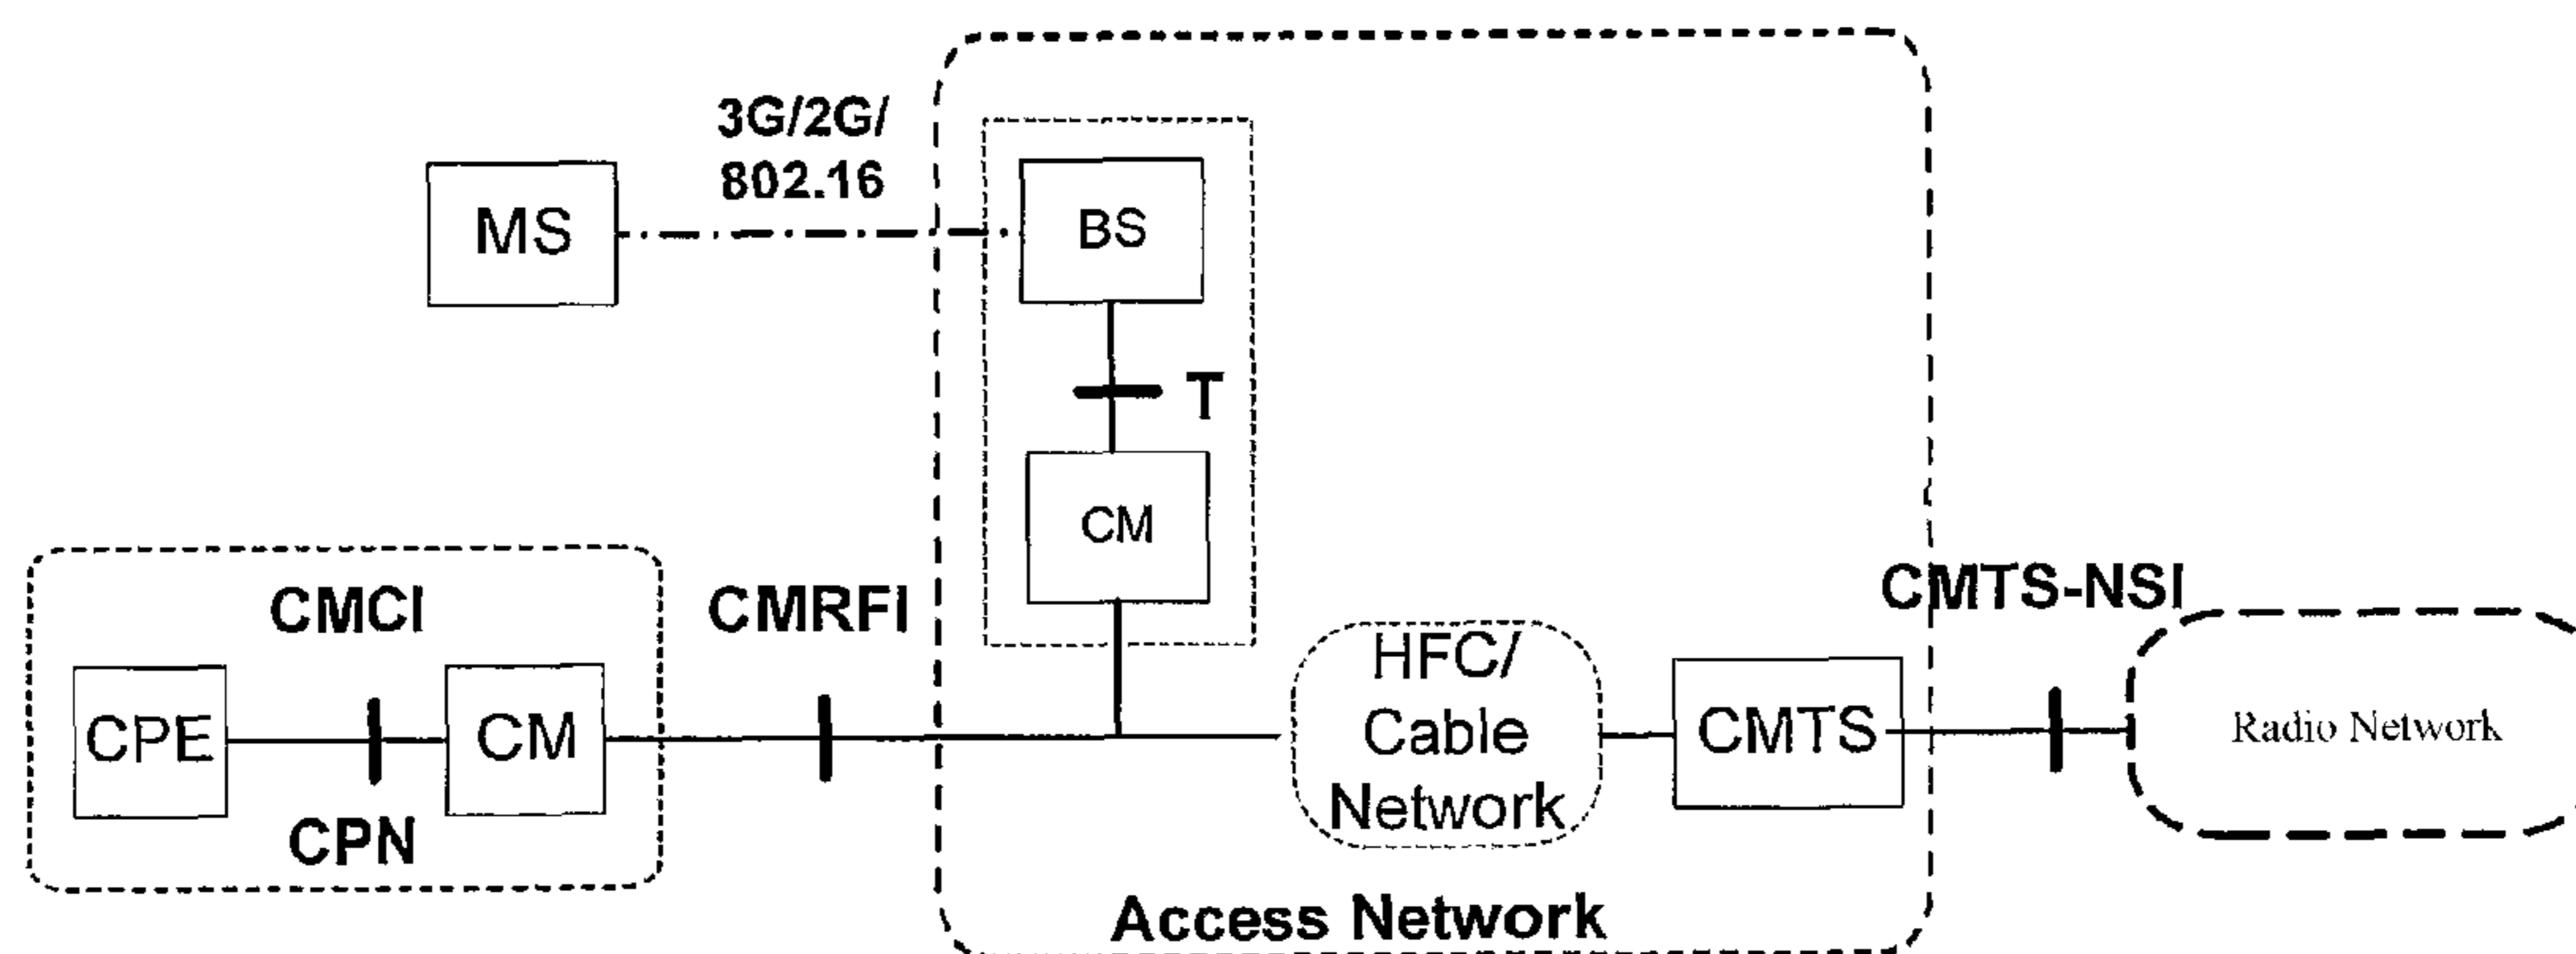 3G/2G/
802.16
MS
BS
T
CM
CMCI
CMRFI
CMTS-NSI
CPE
CM
HFC/
Cable
Network
CMTS
Radio Network
CPN
Access Network